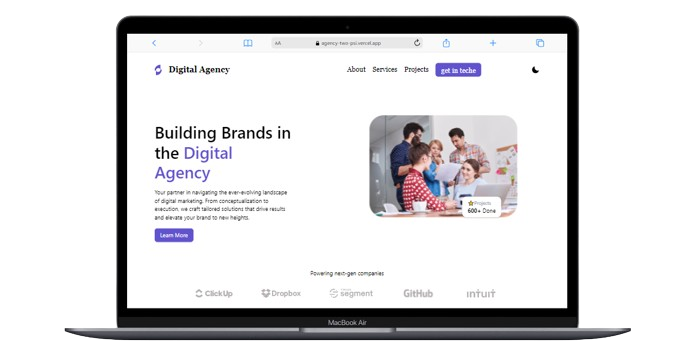 AA
agency-two-psi.vercel.app
Digital Agency
About Services Projects get in teche
Building Brands in
the Digital
Agency
Your partner in navigating the ever-evolving landscape
of digital marketing. From conceptualization to
execution, we craft tailored solutions that drive results
and elevate your brand to new heights.
Learn More
Projects
600+ Done
Powering next-gen companies
ClickUp Dropbox segment GitHub intuit
MacBook Air